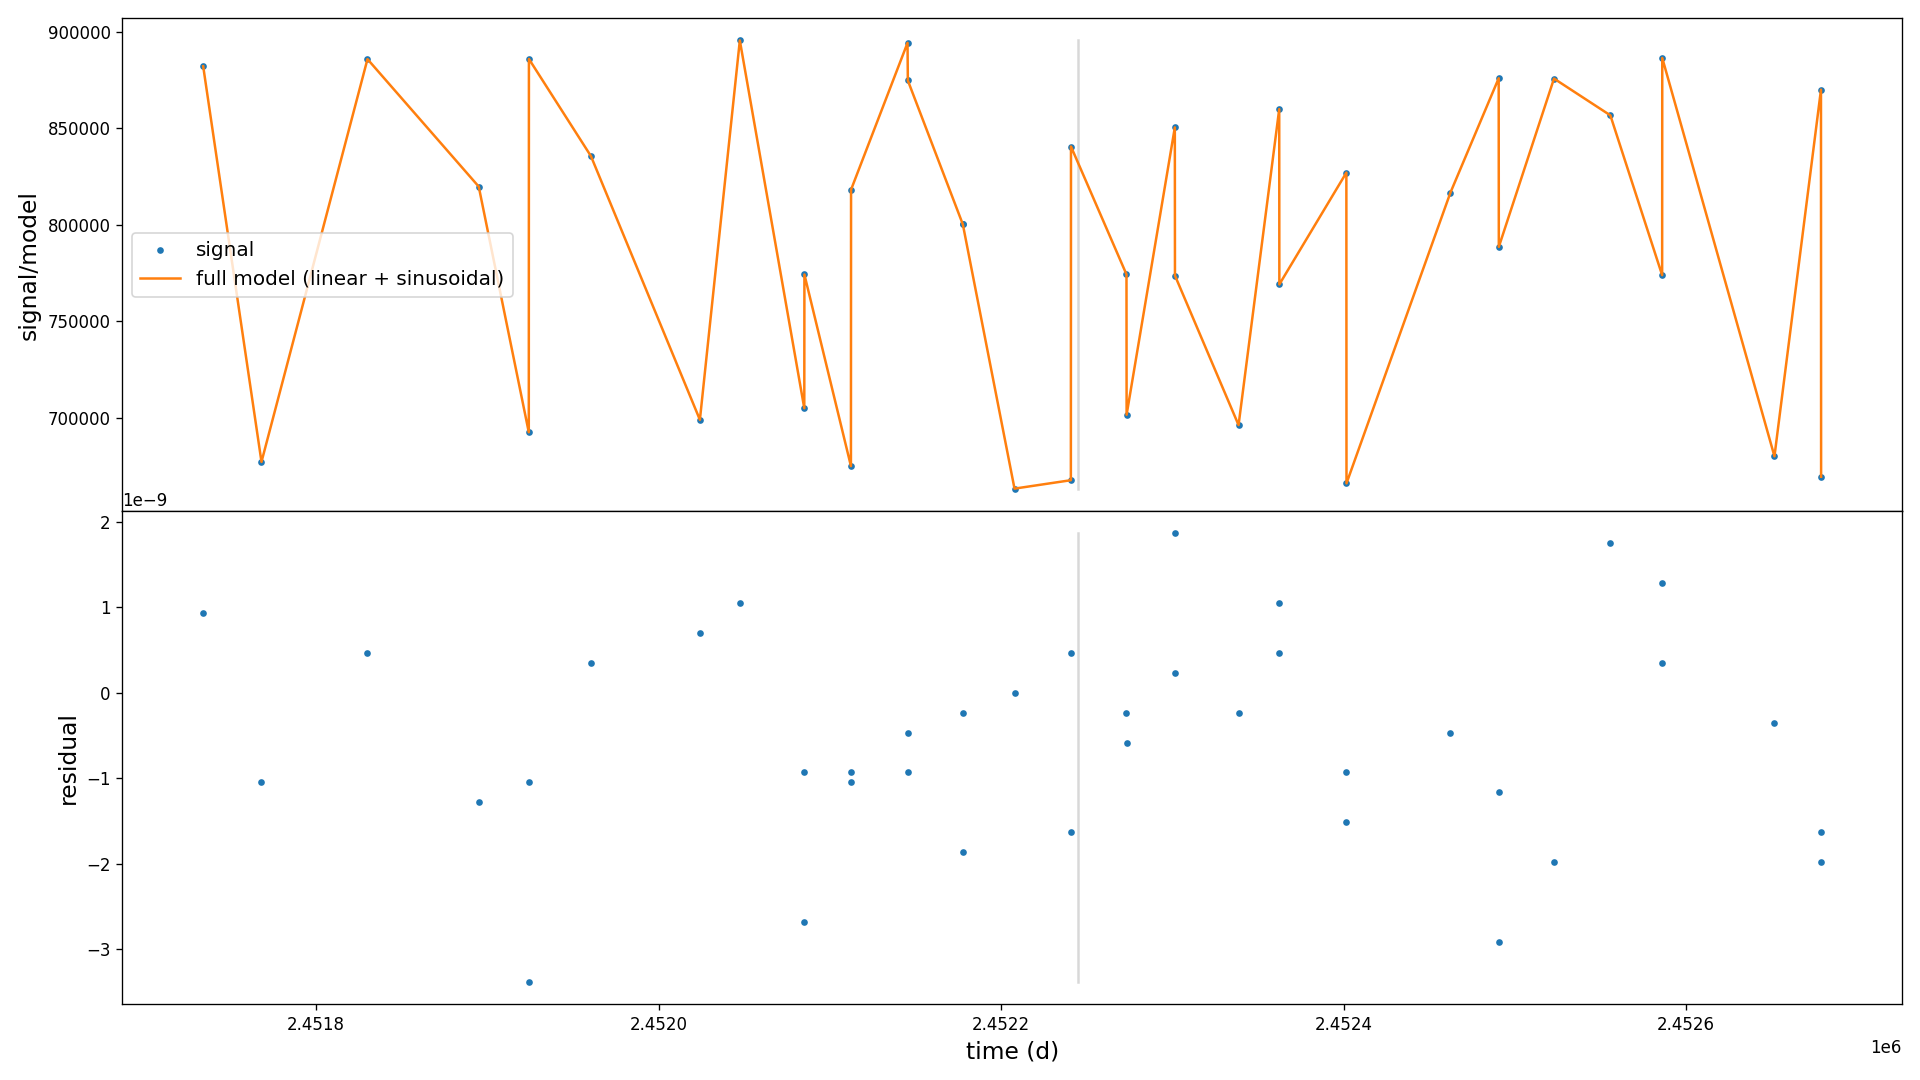 900000
850000
800000
750000
700000
signal/model
signal
full model (linear + sinusoidal)
1e−9
2
1
0
−1
−2
−3
residual
2.4518
2.4520
2.4522
2.4524
2.4526
1e6
time (d)